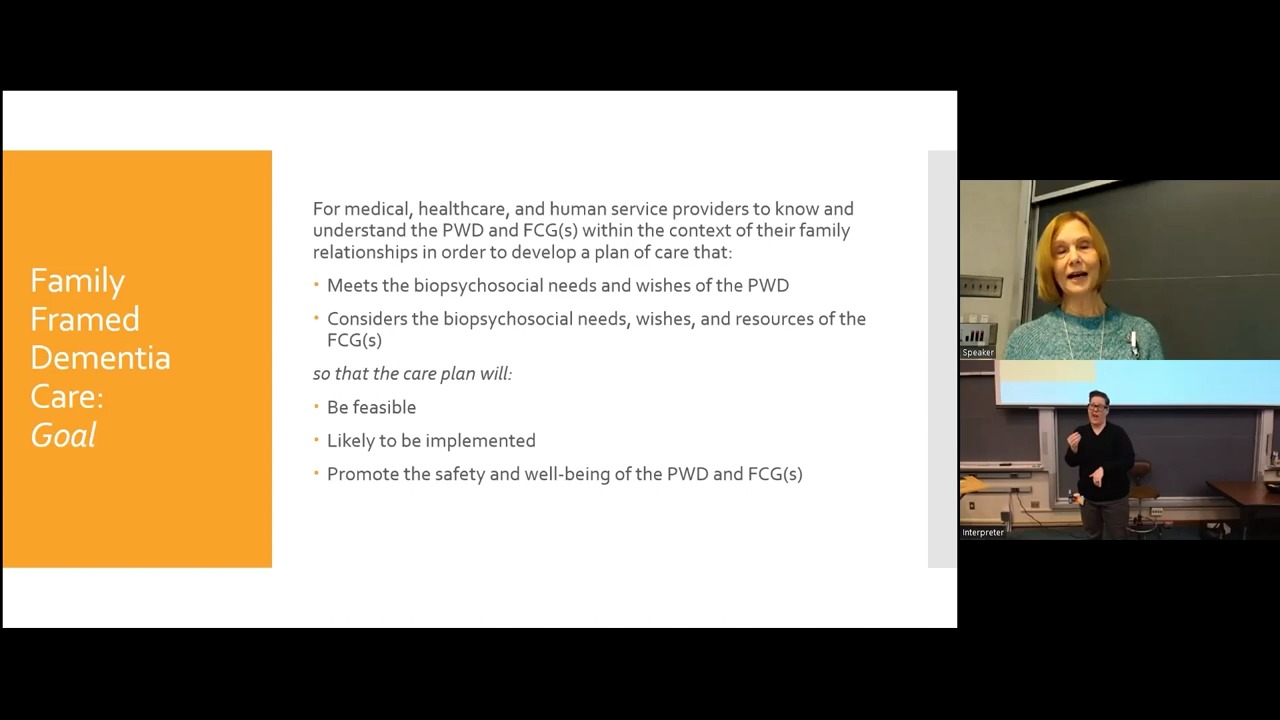 Family
Framed
Dementia
Care:
Goal
For medical, healthcare, and human service providers to know and
understand the PWD and FCG(s) within the context of their family
relationships in order to develop a plan of care that:
• Meets the biopsychosocial needs and wishes of the PWD
• Considers the biopsychosocial needs, wishes, and resources of the
FCG(s)
so that the care plan will:
• Be feasible
• Likely to be implemented
• Promote the safety and well-being of the PWD and FCG(s)
Speaker
Interpreter